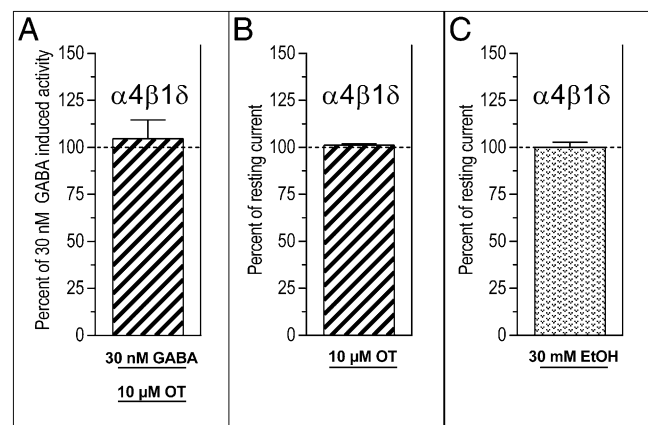 A
Percent of 30 nM GABA induced activity
150
125
100
75
50
25
0
α4β1δ
30 nM GABA
10 µM OT
B
Percent of resting current
150
125
100
75
50
25
0
α4β1δ
10 µM OT
C
Percent of resting current
150
125
100
75
50
25
0
α4β1δ
30 mM EtOH